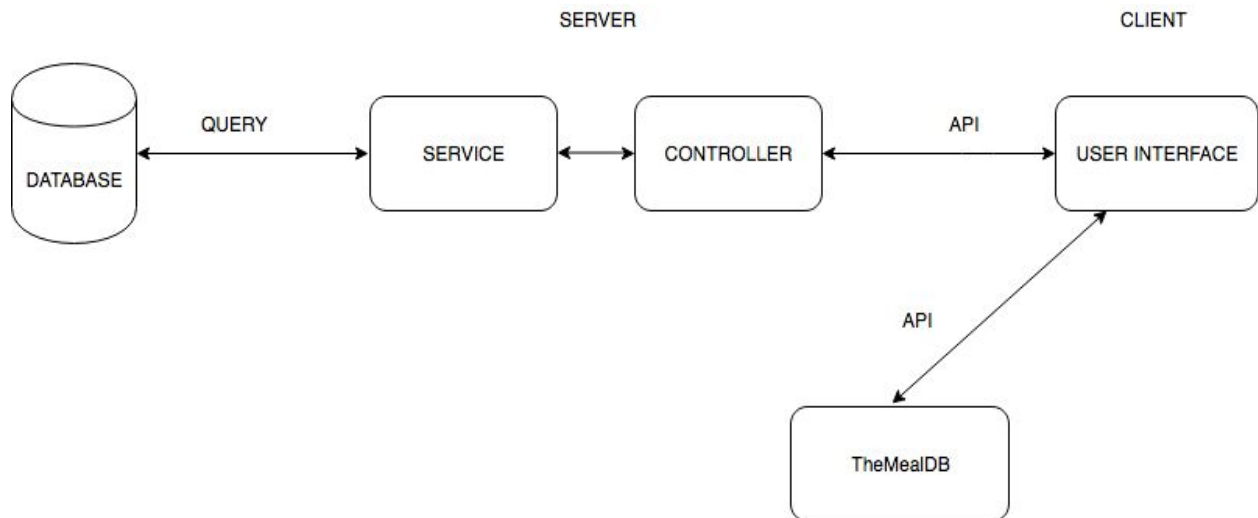 SERVER
CLIENT
QUERY
API
DATABASE
SERVICE
CONTROLLER
USER INTERFACE
API
TheMealDB